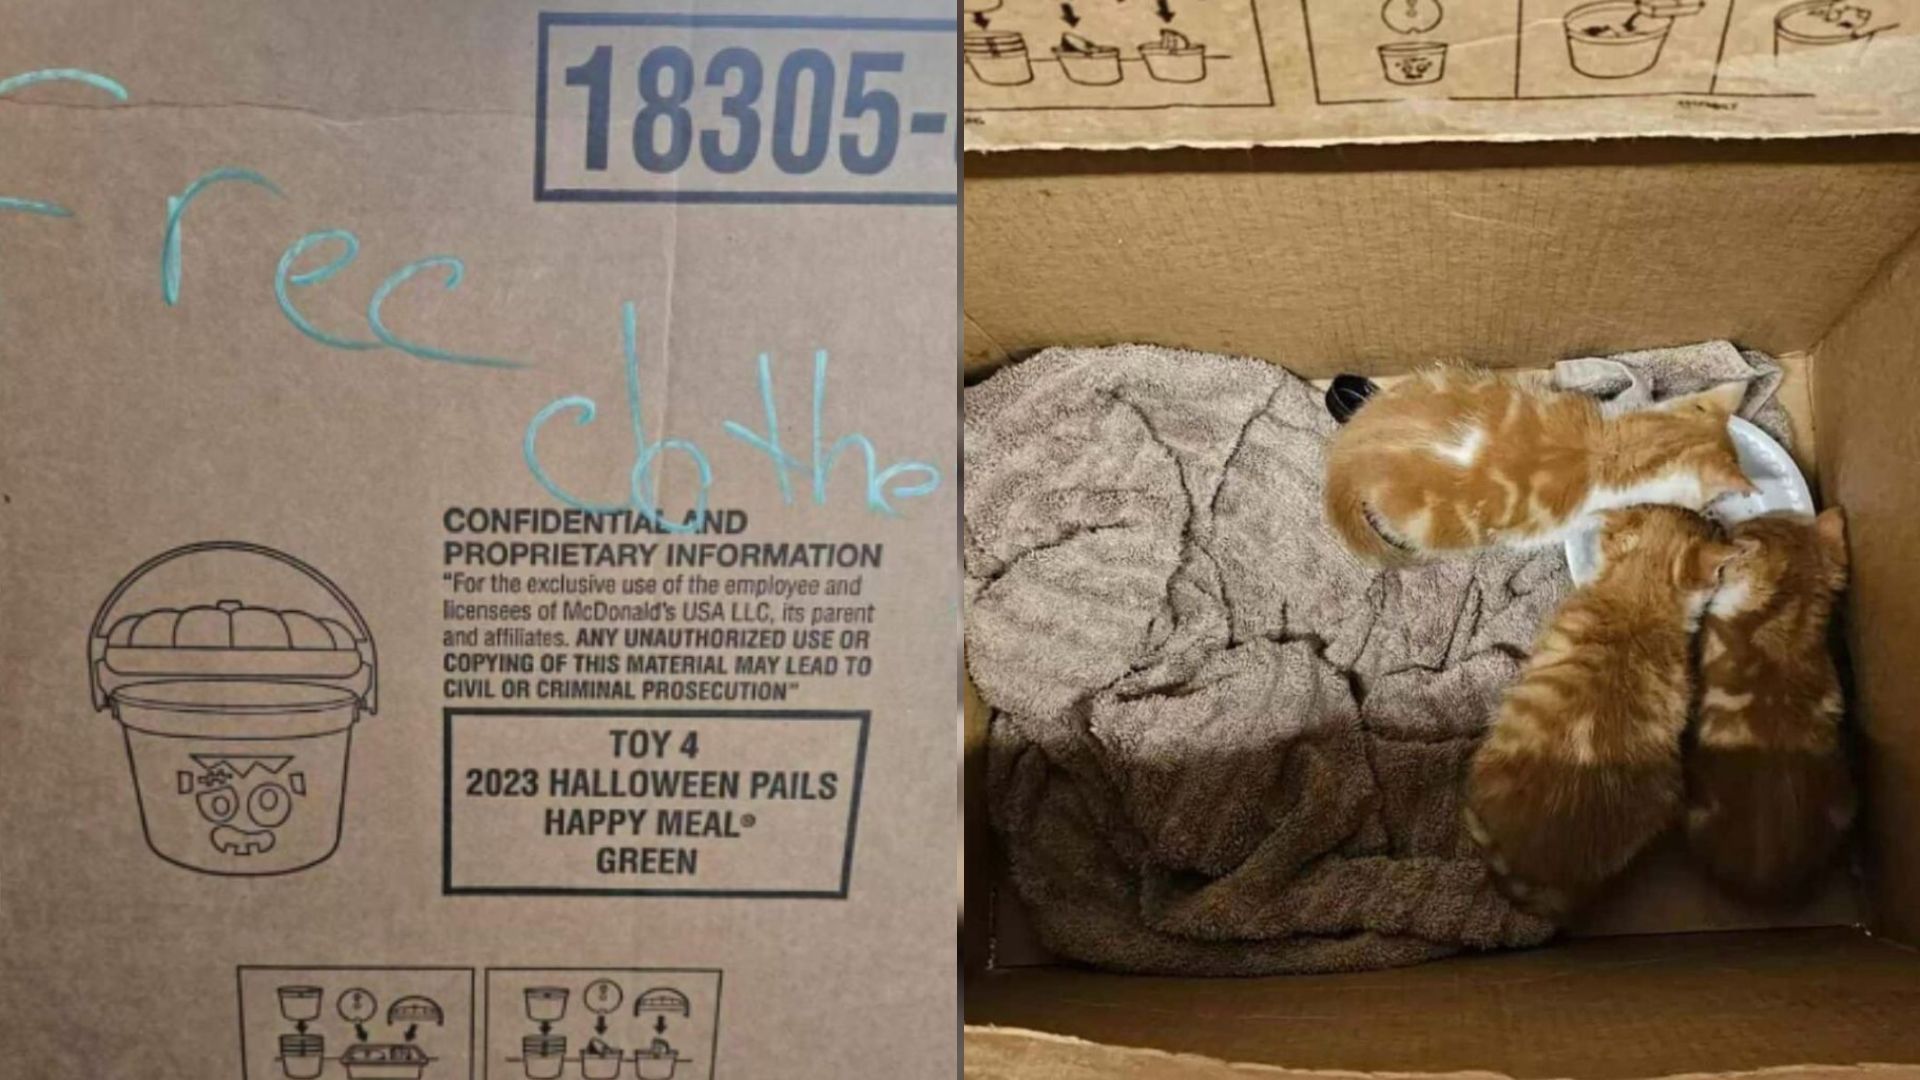 18305-
Free
clothe
CONFIDENTIAL AND
PROPRIETARY INFORMATION
"For the exclusive use of the employee and
licensees of McDonald's USA LLC, its parent
and affiliates. ANY UNAUTHORIZED USE OR
COPYING OF THIS MATERIAL MAY LEAD TO
CIVIL OR CRIMINAL PROSECUTION"
TOY 4
2023 HALLOWEEN PAILS
HAPPY MEAL®
GREEN